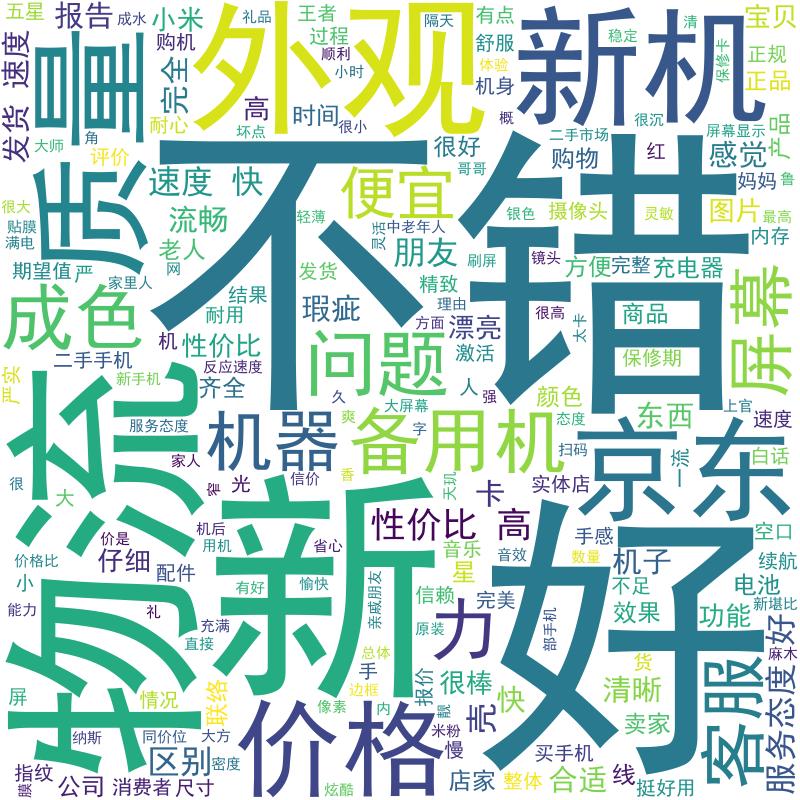 五星
成水
礼品
王者
隔天
有点
稳定
清
宝贝
报告
小米
购机
过程
顺利
舒服
体验
小时
机身
外观
新机
保修卡
正规
正品
速度
发货
质量
完全
耐心
高
时间
很小
很好
坏点
哥哥
概
很沉
二手市场
购物
红
屏幕显示
感觉
产品
大师
角
评价
速度 快
便宜
不错
妈妈
鲁
很大
贴膜
满电
流畅
轻薄
灵活
中老年人
银色
摄像头
灵敏
图片
最高
老人
朋友
刷屏
镜头
内存
期望值
严
家里人
网
发货
精致
方便
完整
充电器
成色
结果
耐用
瑕疵
理由
方面
漂亮
很高
太卡
商品
屏幕
二手手机
机
性价比
问题
激活
保修期
严实
新手机
反应速度
齐全
久
爽
大屏幕
人
强
颜色
上官
物流
服务态度
机器
备用机
字
态度
东西
速度
京东
扫码
一流
白话
很
大
家人
窄
光
信价
香
天玑
卡
实体店
价是
机后
性价比 高
手感
空口
价格比
仔细
用机
省心
音乐
音效
数量
机子
续航
小
配件
新
星
好
不足
电池
新堪比
能力
礼
有好
愉快
亲戚朋友
信赖
完美
部手机
效果
功能
好
充满
直接
原装
力
货
麻木
屏
情况
联络
总体
手
报价
很棒
快
清晰
客服
服务态度
边框
像素
内
靓
亮
卖家
纳斯
同价位
大方
价格
米粉
慢
买手机
区别
密度
指纹
膜
公司
消费者
尺寸
炫酷
店家
整体
合适
线
挺好用